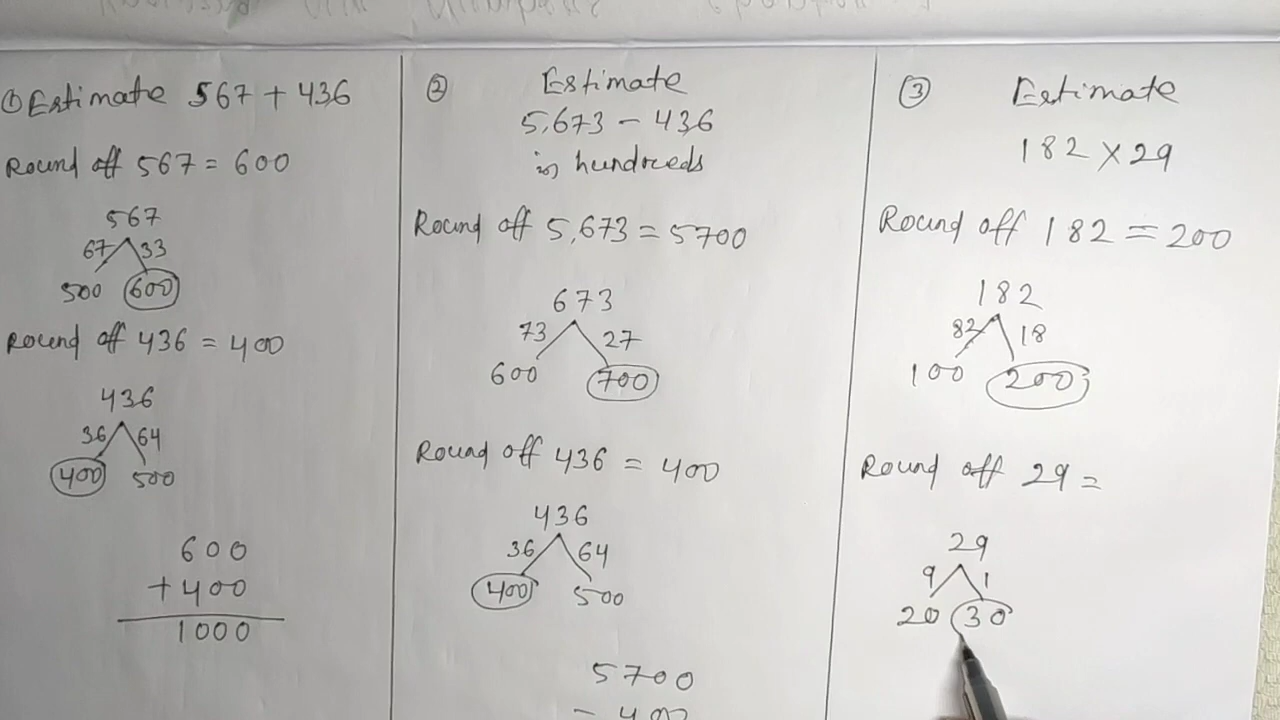 ① Estimate 567 + 436
Round off 567 = 600
567
67 33
500 600
Round off 436 = 400
436
36 64
400 500
600
+ 400
1000
② Estimate
5,673 - 436
in hundreds
Round off 5,673 = 5700
673
73 27
600 700
Round off 436 = 400
436
36 64
400 500
5700
- 400
③ Estimate
182 × 29
Round off 182 = 200
182
82 18
100 200
Round off 29 =
29
9 1
20 30